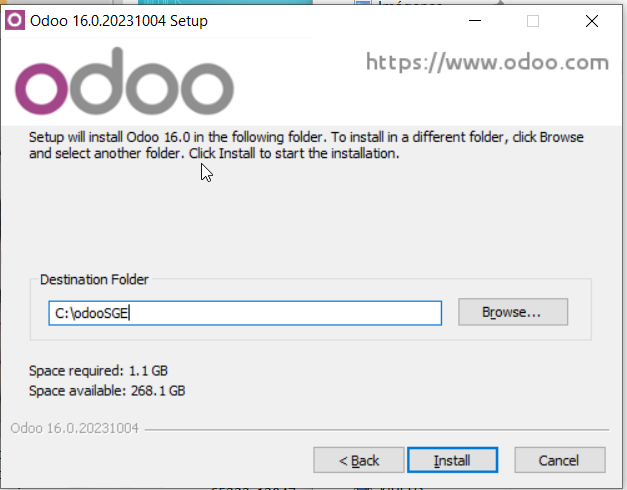 Imágenes
Odoo 16.0.20231004 Setup
odoo
https://www.odoo.com
Setup will install Odoo 16.0 in the following folder. To install in a different folder, click Browse
and select another folder. Click Install to start the installation.
Destination Folder
C:\odooSGE
Browse...
Space required: 1.1 GB
Space available: 268.1 GB
Odoo 16.0.20231004
< Back
Install
Cancel